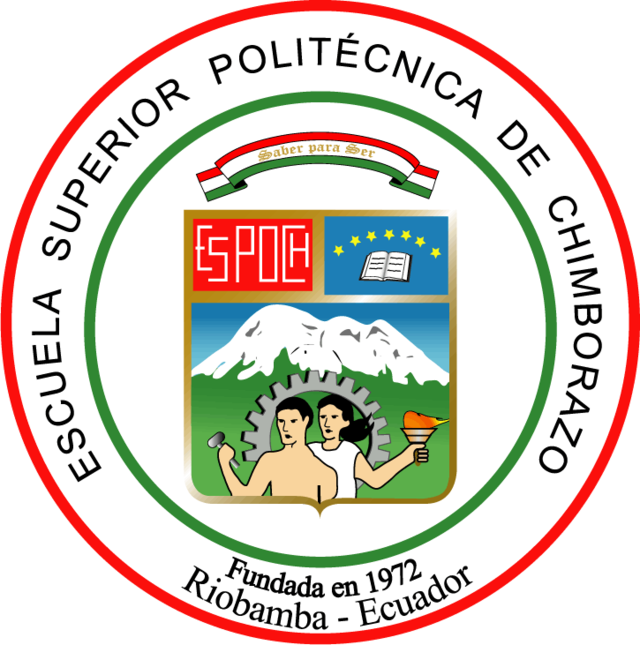 ESCUELA SUPERIOR POLITÉCNICA DE CHIMBORAZO
Saber para Ser
ESPOCH
Fundada en 1972
Riobamba - Ecuador